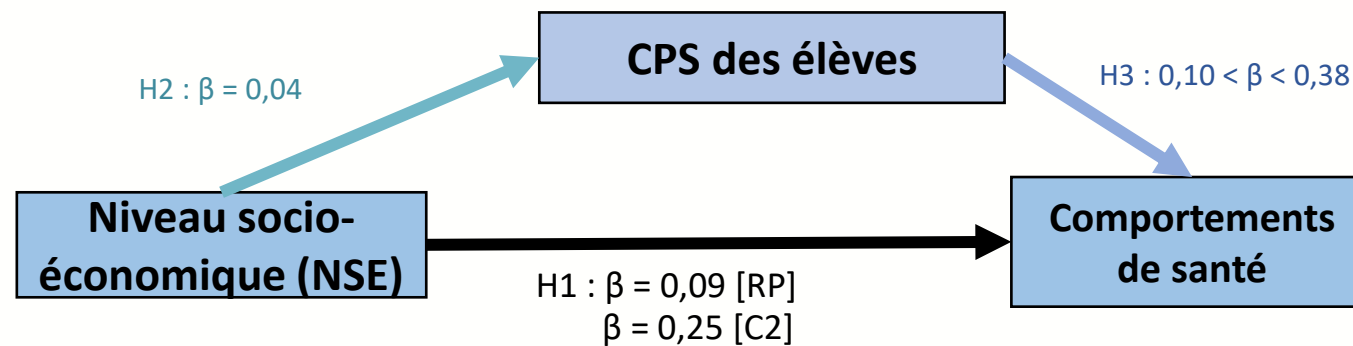 CPS des élèves
H2 : β = 0,04
H3 : 0,10 < β < 0,38
Niveau socio-
économique (NSE)
Comportements
de santé
H1 : β = 0,09 [RP]
β = 0,25 [C2]